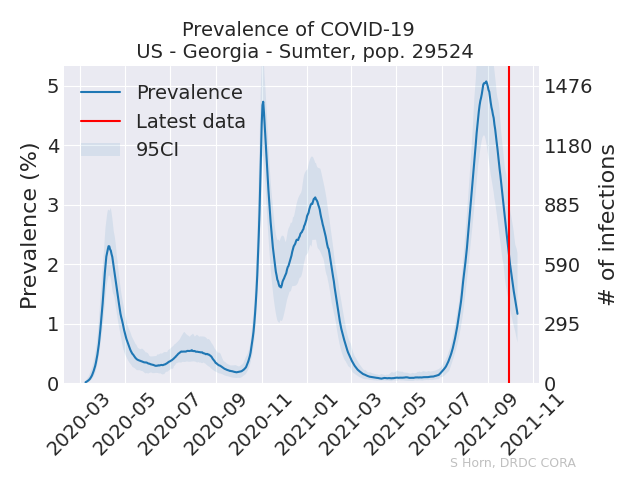 Prevalence of COVID-19
US - Georgia - Sumter, pop. 29524
Prevalence
Latest data
95CI
Prevalence (%)
5
4
3
2
1
0
1476
1180
885
590
295
0
# of infections
2020-03
2020-05
2020-07
2020-09
2020-11
2021-01
2021-03
2021-05
2021-07
2021-09
2021-11
S Horn, DRDC CORA